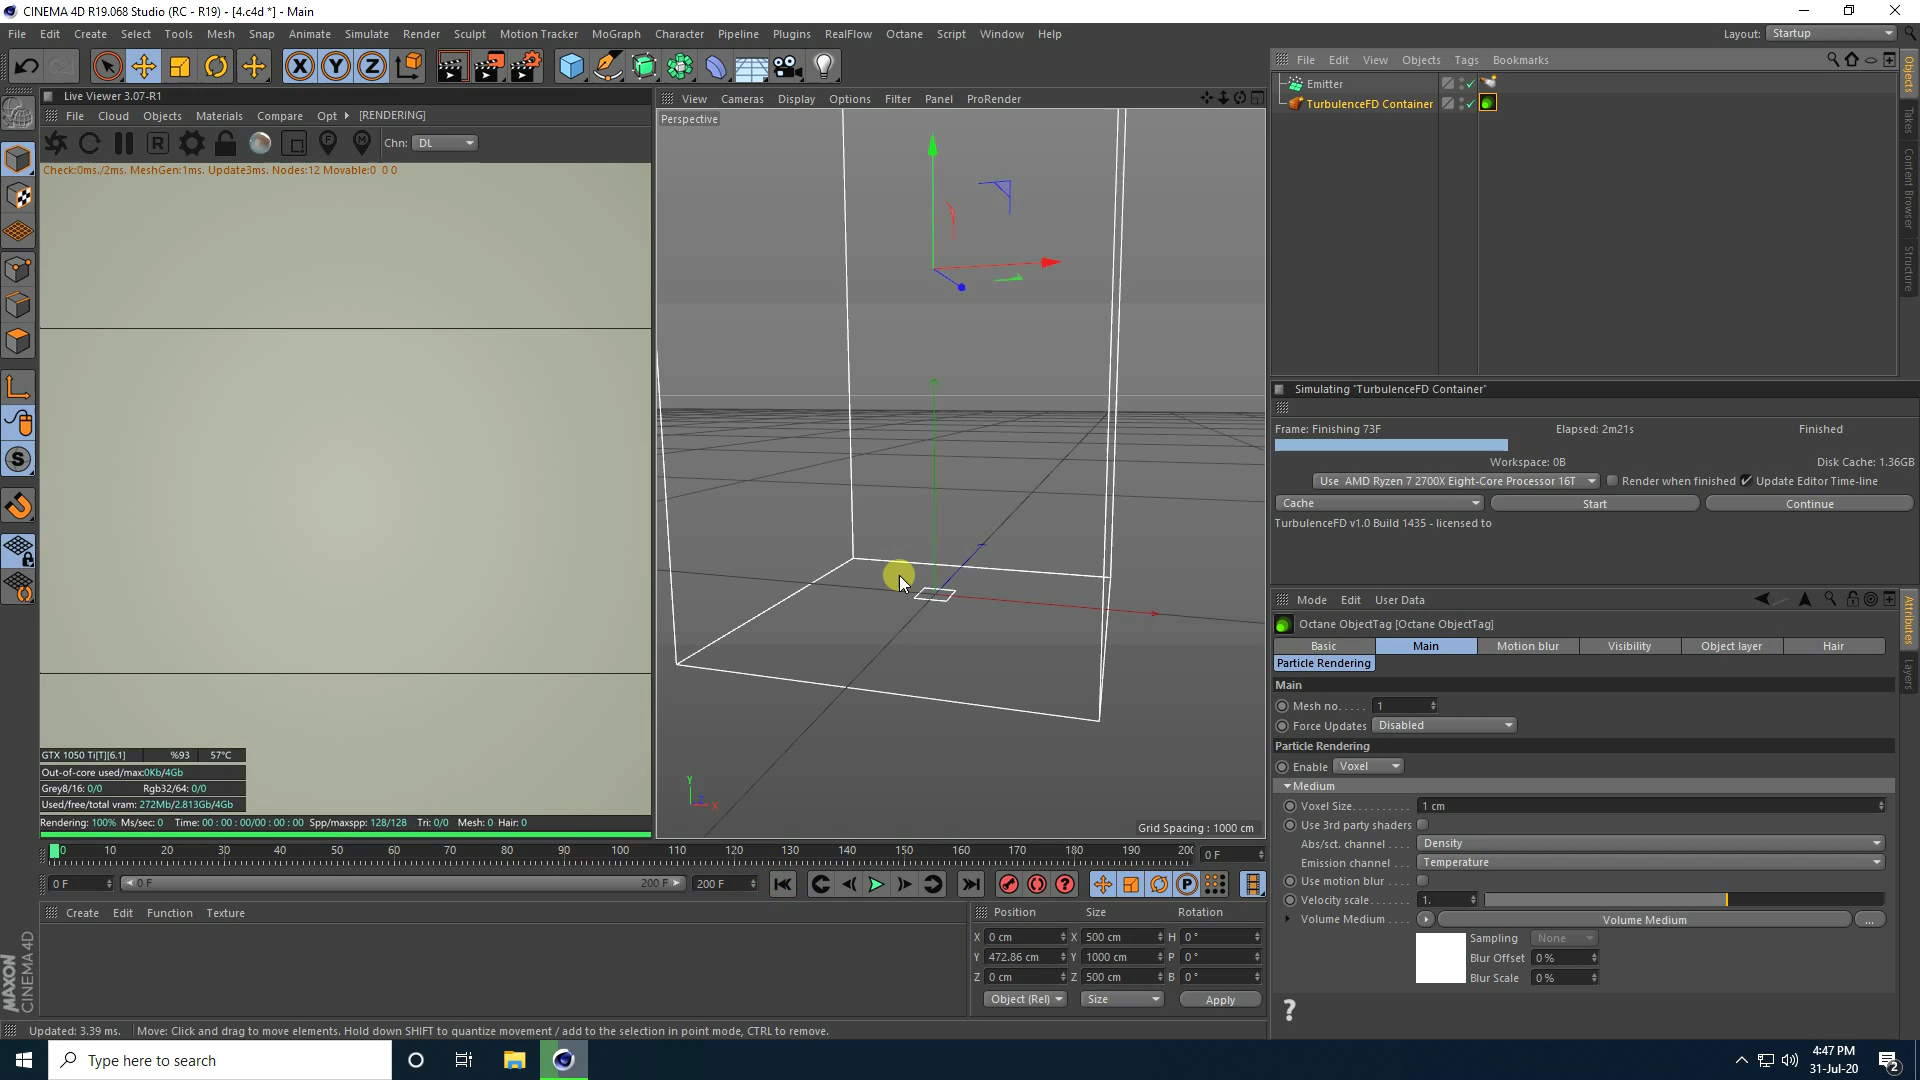 CINEMA 4D R19.068 Studio (RC - R19) - [4.c4d *] - Main
File Edit Create Select Tools Mesh Snap Animate Simulate Render Sculpt Motion Tracker MoGraph Character Pipeline Plugins RealFlow Octane Script Window Help
Layout: Startup
Live Viewer 3.07-R1
File Cloud Objects Materials Compare Opt [RENDERING]
Chn: DL
Check:0ms./2ms. MeshGen:1ms. Update3ms. Nodes:12 Movable:0 0 0
GTX 1050 Ti[T][6.1] %93 57°C
Out-of-core used/max:0Kb/4Gb
Grey8/16: 0/0 Rgb32/64: 0/0
Used/free/total vram: 272Mb/2.813Gb/4Gb
Rendering: 100% Ms/sec: 0 Time: 00 : 00 : 00/00 : 00 : 00 Spp/maxspp: 128/128 Tri: 0/0 Mesh: 0 Hair: 0
View Cameras Display Options Filter Panel ProRender
Perspective
Y
Z
X
Grid Spacing : 1000 cm
0 10 20 30 40 50 60 70 80 90 100 110 120 130 140 150 160 170 180 190 200
0 F
0 F 0 F 200 F 200 F
Create Edit Function Texture
Position Size Rotation
X 0 cm X 500 cm H 0 °
Y 472.86 cm Y 1000 cm P 0 °
Z 0 cm Z 500 cm B 0 °
Object (Rel) Size Apply
MAXON CINEMA 4D
Updated: 3.39 ms. Move: Click and drag to move elements. Hold down SHIFT to quantize movement / add to the selection in point mode, CTRL to remove.
File Edit View Objects Tags Bookmarks
Emitter
TurbulenceFD Container
Objects
Takes
Content Browser
Structure
Simulating "TurbulenceFD Container"
Frame: Finishing 73F Elapsed: 2m21s Finished
Workspace: 0B Disk Cache: 1.36GB
Use AMD Ryzen 7 2700X Eight-Core Processor 16T Render when finished Update Editor Time-line
Cache Start Continue
TurbulenceFD v1.0 Build 1435 - licensed to
Mode Edit User Data
Octane ObjectTag [Octane ObjectTag]
Basic Main Motion blur Visibility Object layer Hair
Particle Rendering
Main
Mesh no. . . . . 1
Force Updates Disabled
Particle Rendering
Enable Voxel
Medium
Voxel Size. . . . . . . . . 1 cm
Use 3rd party shaders
Abs/sct. channel . . . Density
Emission channel . . . Temperature
Use motion blur . . . .
Velocity scale. . . . . . . 1.
Volume Medium . . . . Volume Medium ...
Sampling None
Blur Offset 0 %
Blur Scale 0 %
?
Attributes
Layers
Type here to search
4:47 PM
31-Jul-20
2